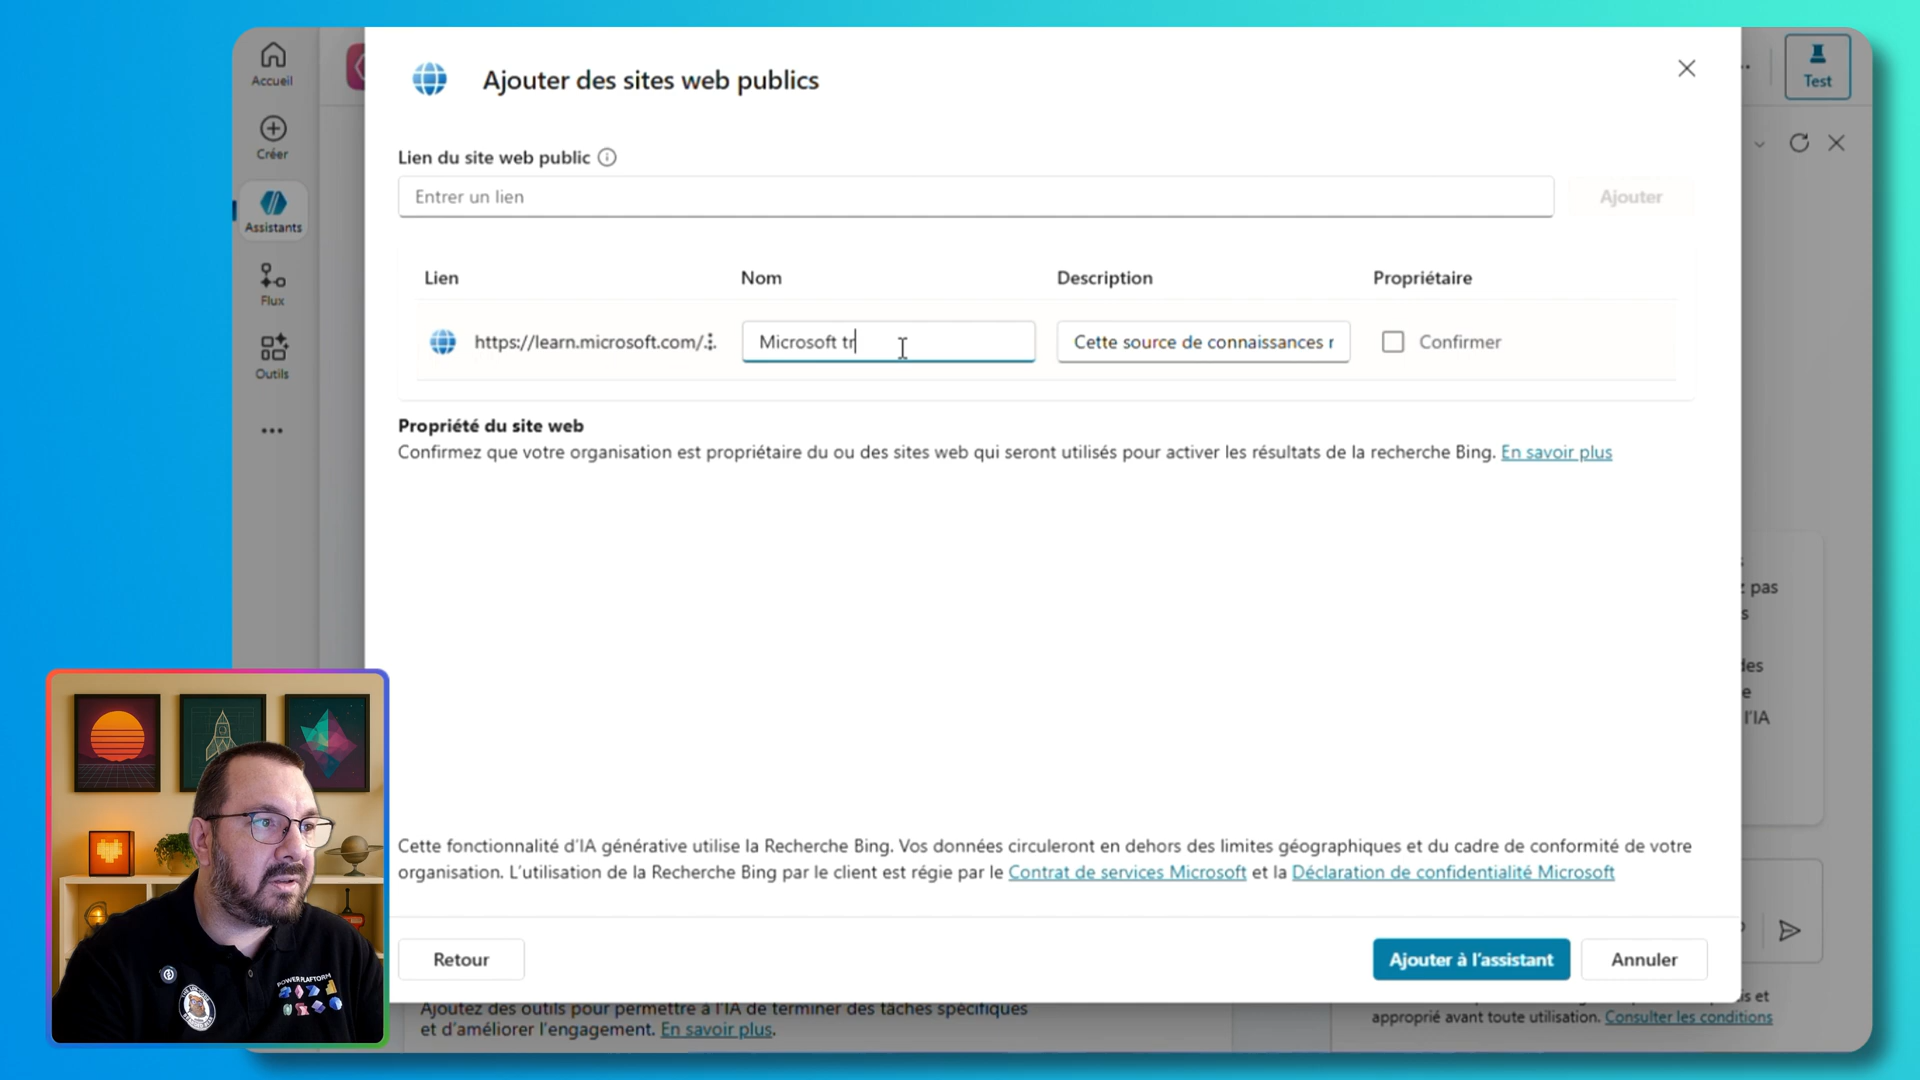 Ajouter des sites web publics
Accueil
Créer
Assistants
Flux
Outils
Test
Lien du site web public
Entrer un lien
Ajouter
Lien
Nom
Description
Propriétaire
https://learn.microsoft.com/.
Microsoft tr
Cette source de connaissances r
Confirmer
Propriété du site web
Confirmez que votre organisation est propriétaire du ou des sites web qui seront utilisés pour activer les résultats de la recherche Bing. En savoir plus
pas
s
des
e
l'IA
Cette fonctionnalité d'IA générative utilise la Recherche Bing. Vos données circuleront en dehors des limites géographiques et du cadre de conformité de votre
organisation. L'utilisation de la Recherche Bing par le client est régie par le Contrat de services Microsoft et la Déclaration de confidentialité Microsoft
Retour
Ajouter à l'assistant
Annuler
Ajoutez des outils pour permettre à l'IA de terminer des tâches spécifiques
et d'améliorer l'engagement. En savoir plus.
is et
approprié avant toute utilisation. Consulter les conditions
POWER PLATFORM